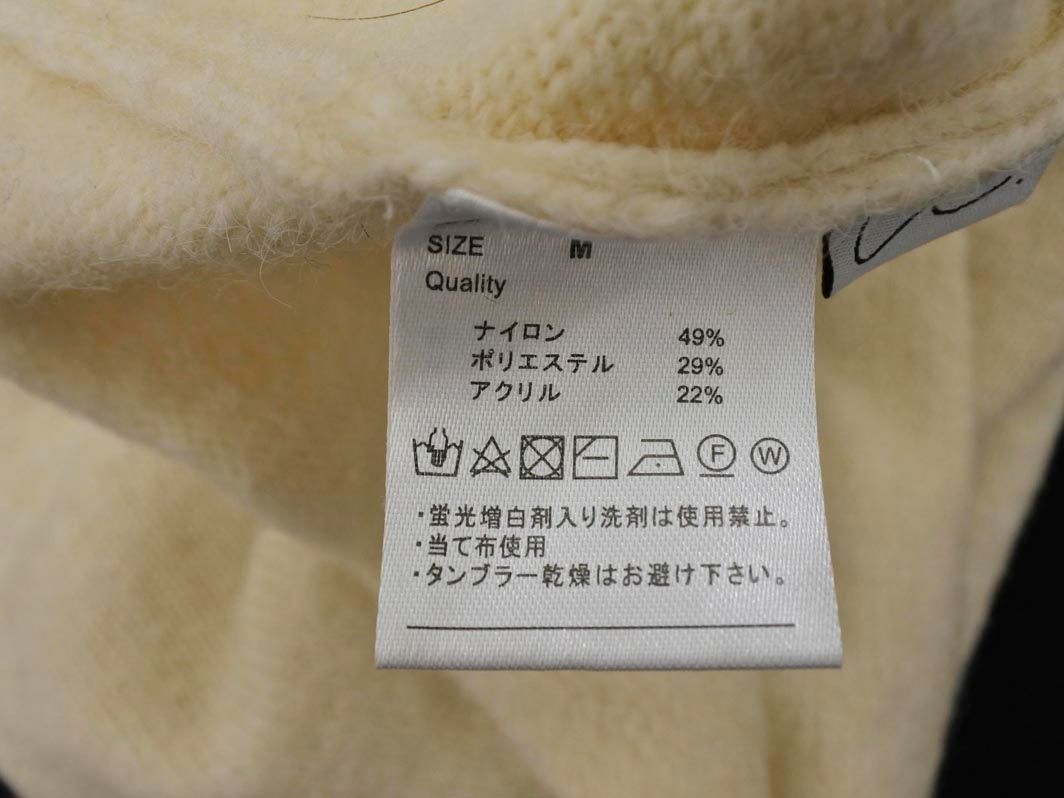 SIZE M
Quality
ナイロン 49%
ポリエステル 29%
アクリル 22%
F W
・蛍光増白剤入り洗剤は使用禁止。
・当て布使用
・タンブラー乾燥はお避け下さい。